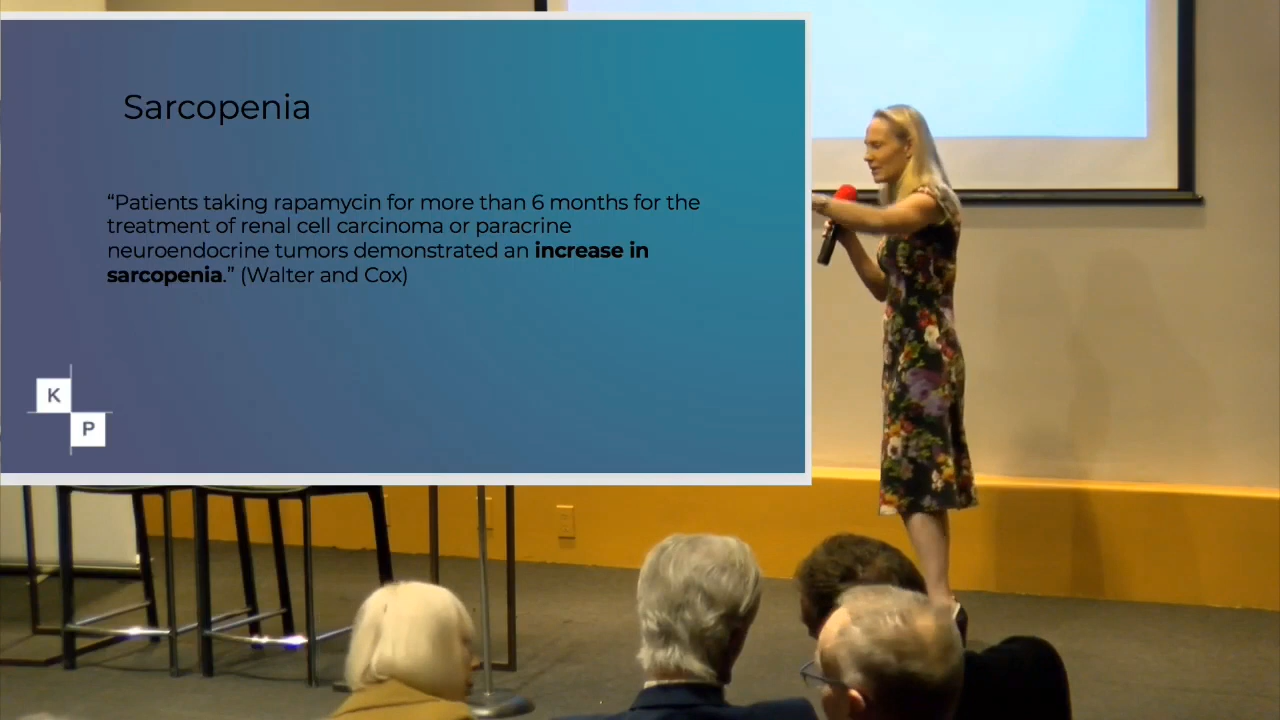 Sarcopenia
“Patients taking rapamycin for more than 6 months for the
treatment of renal cell carcinoma or paracrine
neuroendocrine tumors demonstrated an increase in
sarcopenia.” (Walter and Cox)
K
P